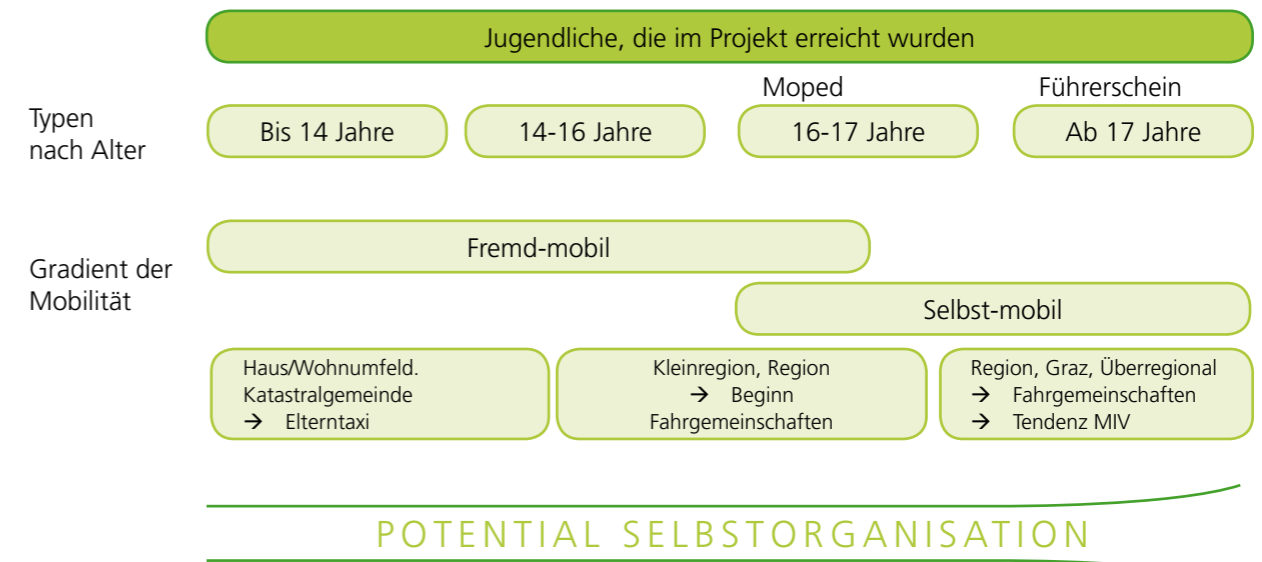 Jugendliche, die im Projekt erreicht wurden
Moped
Führerschein
Typen
nach Alter
Bis 14 Jahre
14-16 Jahre
16-17 Jahre
Ab 17 Jahre
Fremd-mobil
Gradient der
Mobilität
Selbst-mobil
Haus/Wohnumfeld.
Katastralgemeinde
→ Elterntaxi
Kleinregion, Region
→ Beginn
Fahrgemeinschaften
Region, Graz, Überregional
→ Fahrgemeinschaften
→ Tendenz MIV
POTENTIAL SELBSTORGANISATION